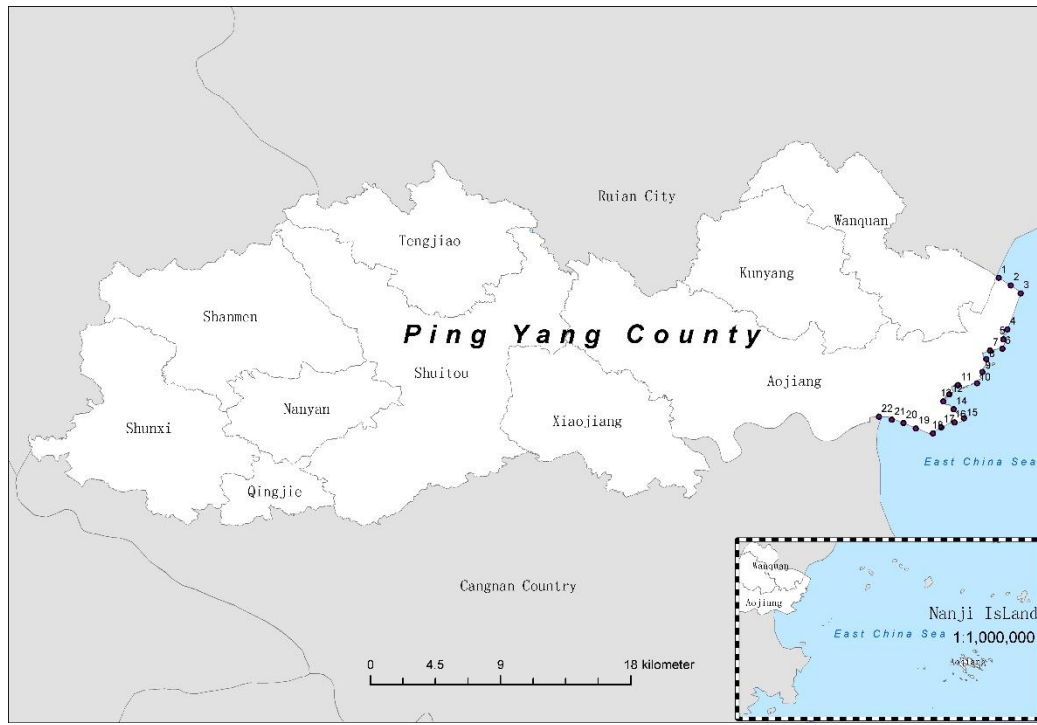 Ruian City
Wanquan
Tengjiao
Kunyang
1
2
3
Shanmen
Ping Yang County
4
5
6
7
8
9
Shuitou
Aojiang
10
11
12
13
14
15
Nanyan
Xiaojiang
22
21
20
19
18
17
16
Shunxi
East China Sea
Qingjie
Cangnan Country
Wanquan
Aojiang
Nanji IsLand
East China Sea
1:1,000,000
Aojiang
0 4.5 9 18 kilometer